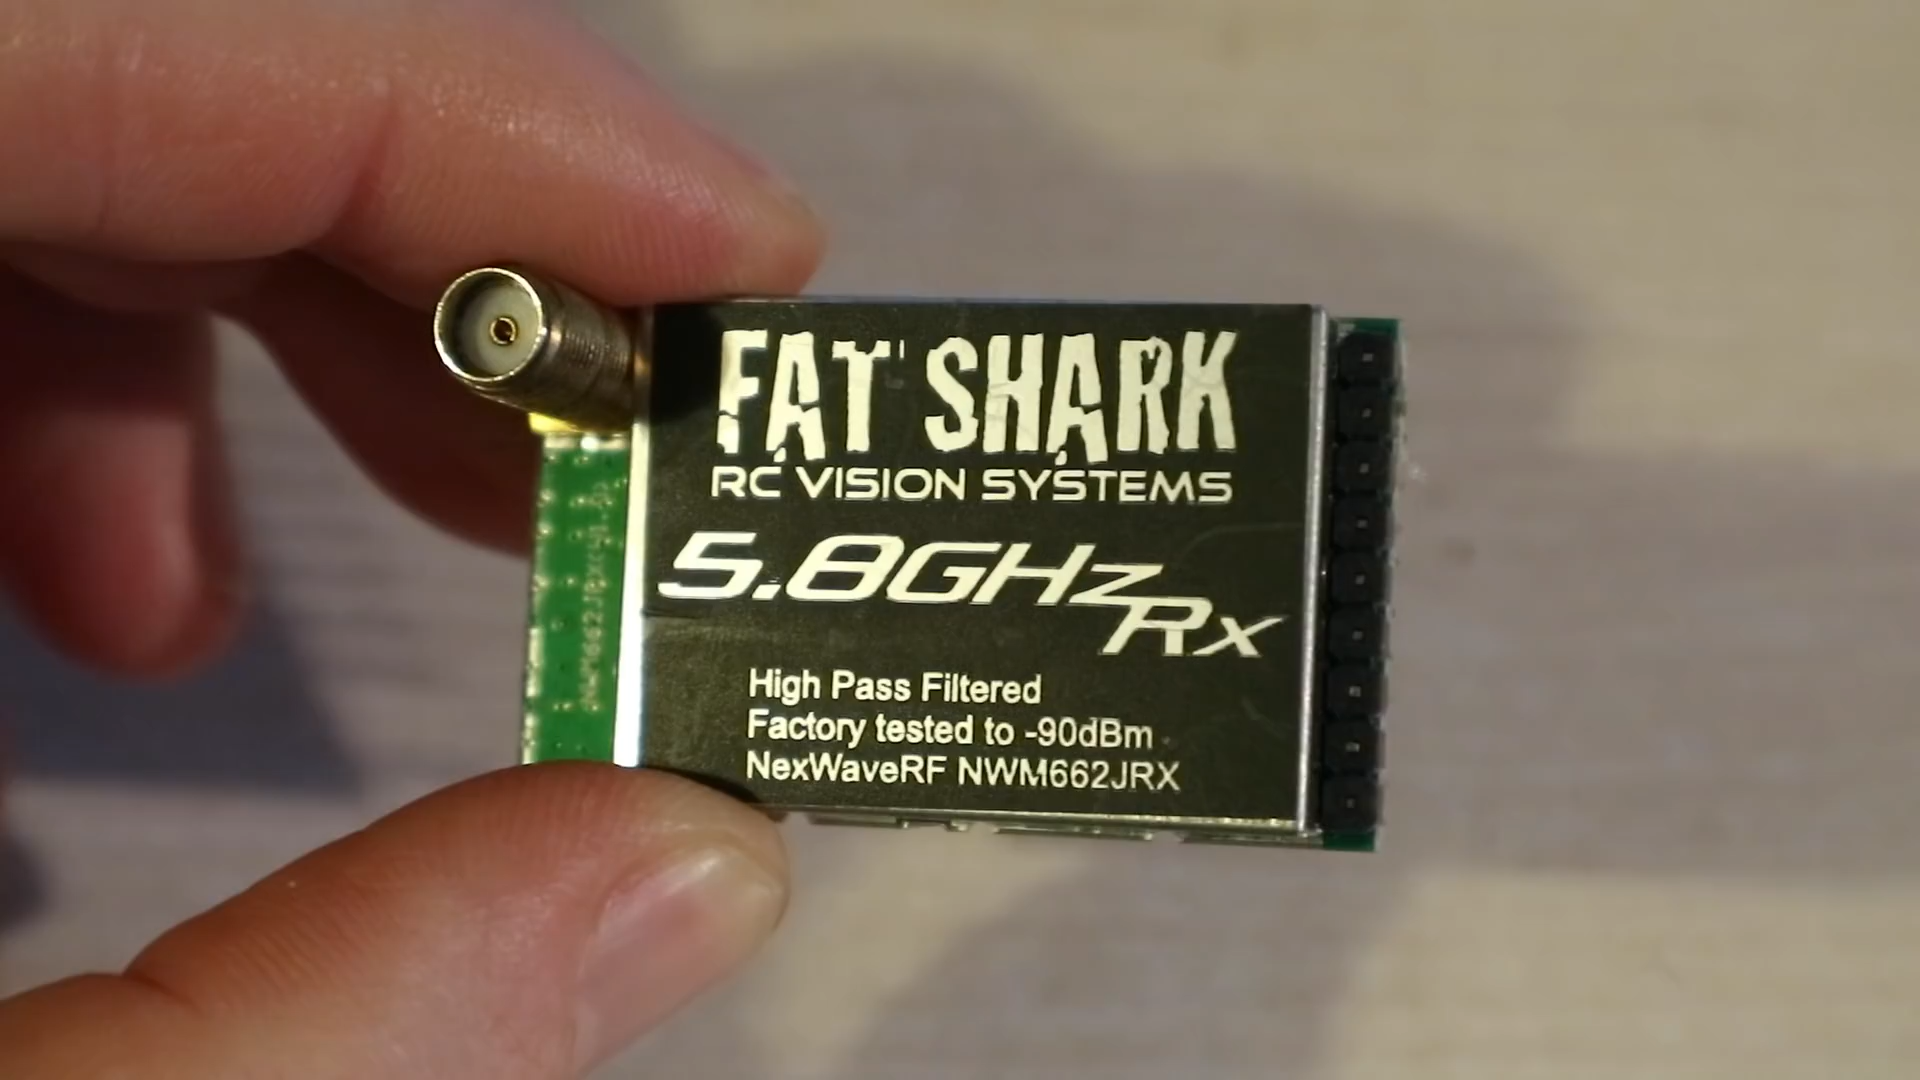 FAT SHARK
RC VISION SYSTEMS
5.8GHz Rx
High Pass Filtered
Factory tested to -90dBm
NexWaveRF NWM662JRX